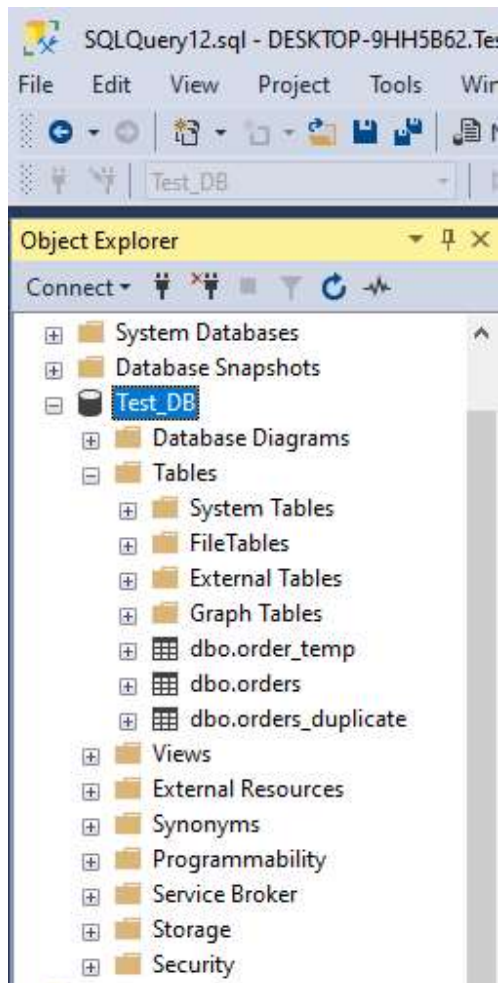 SQLQuery12.sql - DESKTOP-9HH5B62.Tes
File Edit View Project Tools Win
Test_DB
Object Explorer
Connect
System Databases
Database Snapshots
Test_DB
Database Diagrams
Tables
System Tables
FileTables
External Tables
Graph Tables
dbo.order_temp
dbo.orders
dbo.orders_duplicate
Views
External Resources
Synonyms
Programmability
Service Broker
Storage
Security